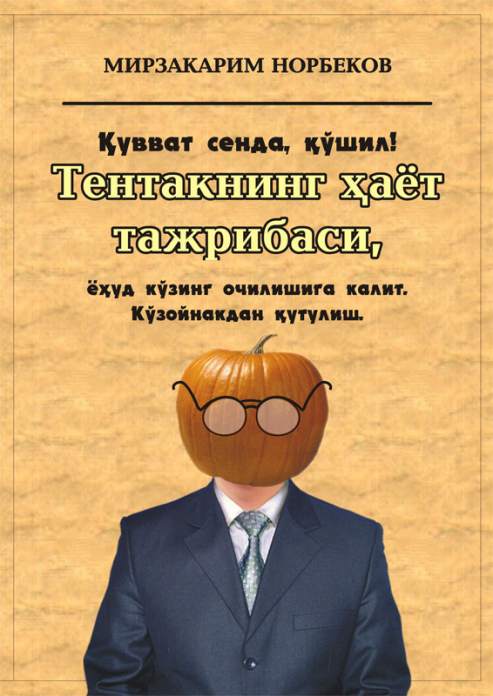 МИРЗАКАРИМ НОРБЕКОВ
Қувват сенда, қўшил!
Тентакнинг ҳаёт
тажрибаси,
ёҳуд кўзинг очилишига калит.
Кўзойнакдан қутулиш.